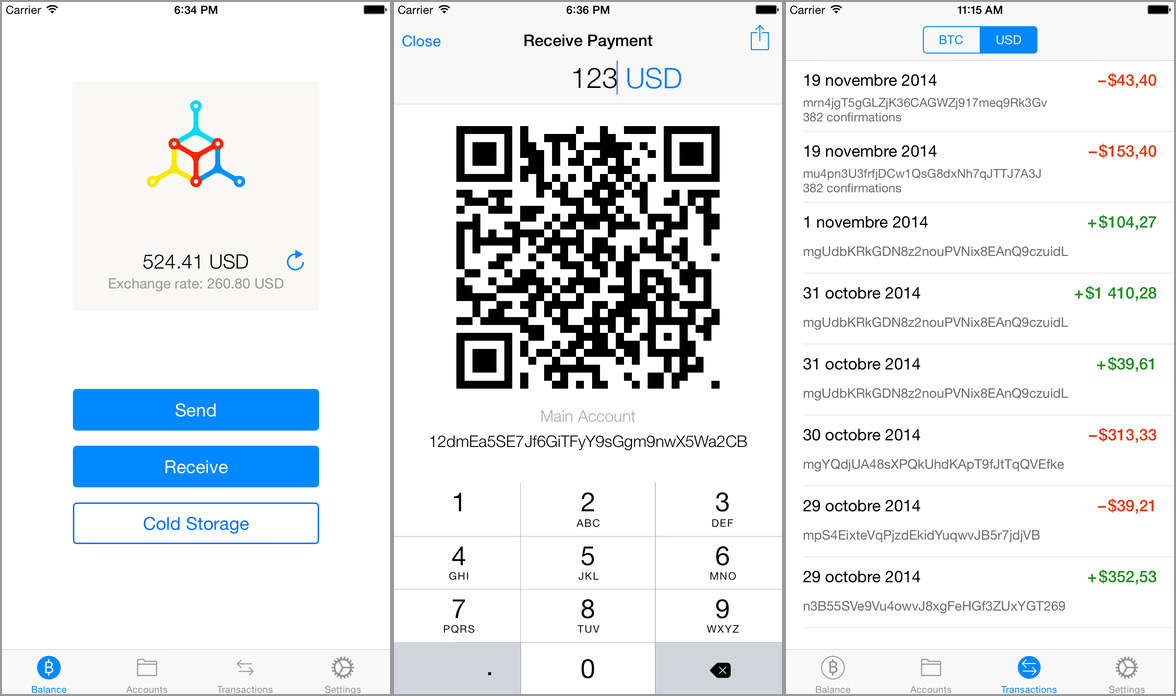 Carrier 6:34 PM
524.41 USD
Exchange rate: 260.80 USD
Send
Receive
Cold Storage
Balance Accounts Transactions Settings
Carrier 6:36 PM
Close Receive Payment
123 USD
Main Account
12dmEa5SE7Jf6GiTFyY9sGgm9nwX5Wa2CB
1 2 3
ABC DEF
4 5 6
GHI JKL MNO
7 8 9
PQRS TUV WXYZ
. 0
Carrier 11:15 AM
BTC USD
19 novembre 2014 −$43,40
mrn4jgT5gGLZjK36CAGWZj917meq9Rk3Gv
382 confirmations
19 novembre 2014 −$153,40
mu4pn3U3frfjDCw1QsG8dxNh7qJTTJ7A3J
382 confirmations
1 novembre 2014 +$104,27
mgUdbKRkGDN8z2nouPVNix8EAnQ9czuidL
31 octobre 2014 +$1 410,28
mgUdbKRkGDN8z2nouPVNix8EAnQ9czuidL
31 octobre 2014 +$39,61
mgUdbKRkGDN8z2nouPVNix8EAnQ9czuidL
30 octobre 2014 −$313,33
mgYQdjUA48sXPQkUhdKApT9fJtTqQVEfke
29 octobre 2014 −$39,21
mpS4EixteVqPjzdEkidYuqwvJB5r7jdjVB
29 octobre 2014 +$352,53
n3B55SVe9Vu4owvJ8xgFeHGf3ZUxYGT269
Balance Accounts Transactions Settings